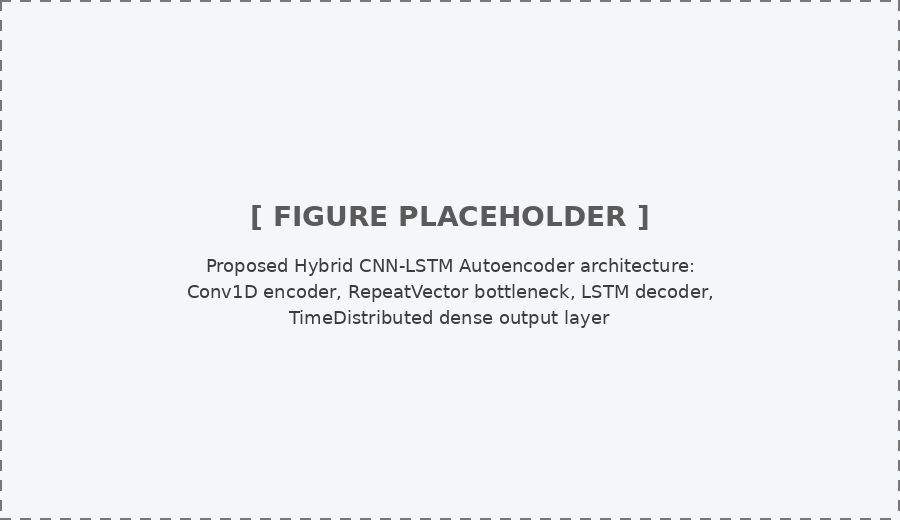 [ FIGURE PLACEHOLDER ]
Proposed Hybrid CNN-LSTM Autoencoder architecture:
Conv1D encoder, RepeatVector bottleneck, LSTM decoder,
TimeDistributed dense output layer